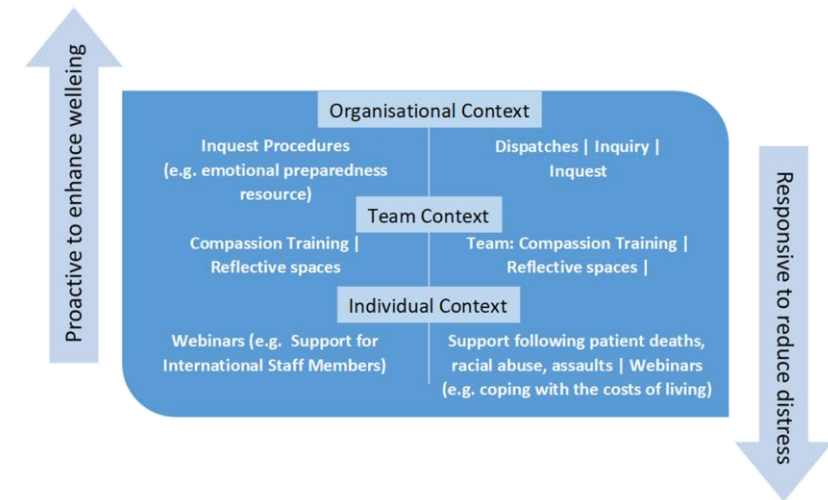 Proactive to enhance welleing
Organisational Context
Inquest Procedures
(e.g. emotional preparedness
resource)
Dispatches | Inquiry |
Inquest
Team Context
Compassion Training |
Reflective spaces
Team: Compassion Training |
Reflective spaces |
Individual Context
Webinars (e.g. Support for
International Staff Members)
Support following patient deaths,
racial abuse, assaults | Webinars
(e.g. coping with the costs of living)
Responsive to reduce distress